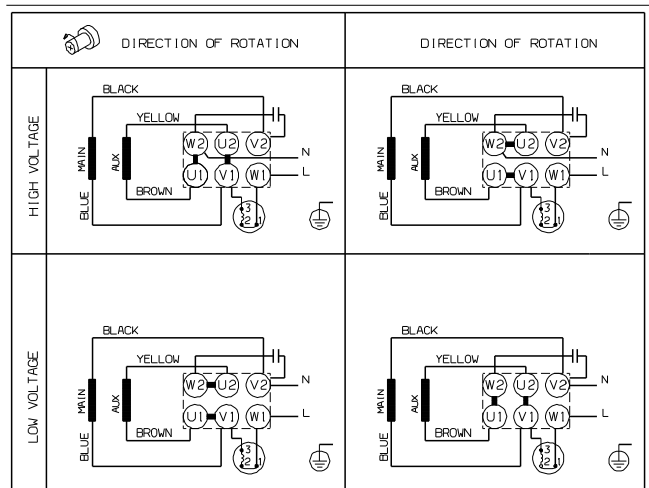 DIRECTION OF ROTATION
DIRECTION OF ROTATION
HIGH VOLTAGE
BLACK
YELLOW
MAIN
AUX
BLUE
BROWN
W2 U2 V2
U1 V1 W1
N
L
3
2 1
BLACK
YELLOW
MAIN
AUX
BLUE
BROWN
W2 U2 V2
U1 V1 W1
N
L
3
2 1
LOW VOLTAGE
BLACK
YELLOW
MAIN
AUX
BLUE
BROWN
W2 U2 V2
U1 V1 W1
N
L
3
2 1
BLACK
YELLOW
MAIN
AUX
BLUE
BROWN
W2 U2 V2
U1 V1 W1
N
L
3
2 1